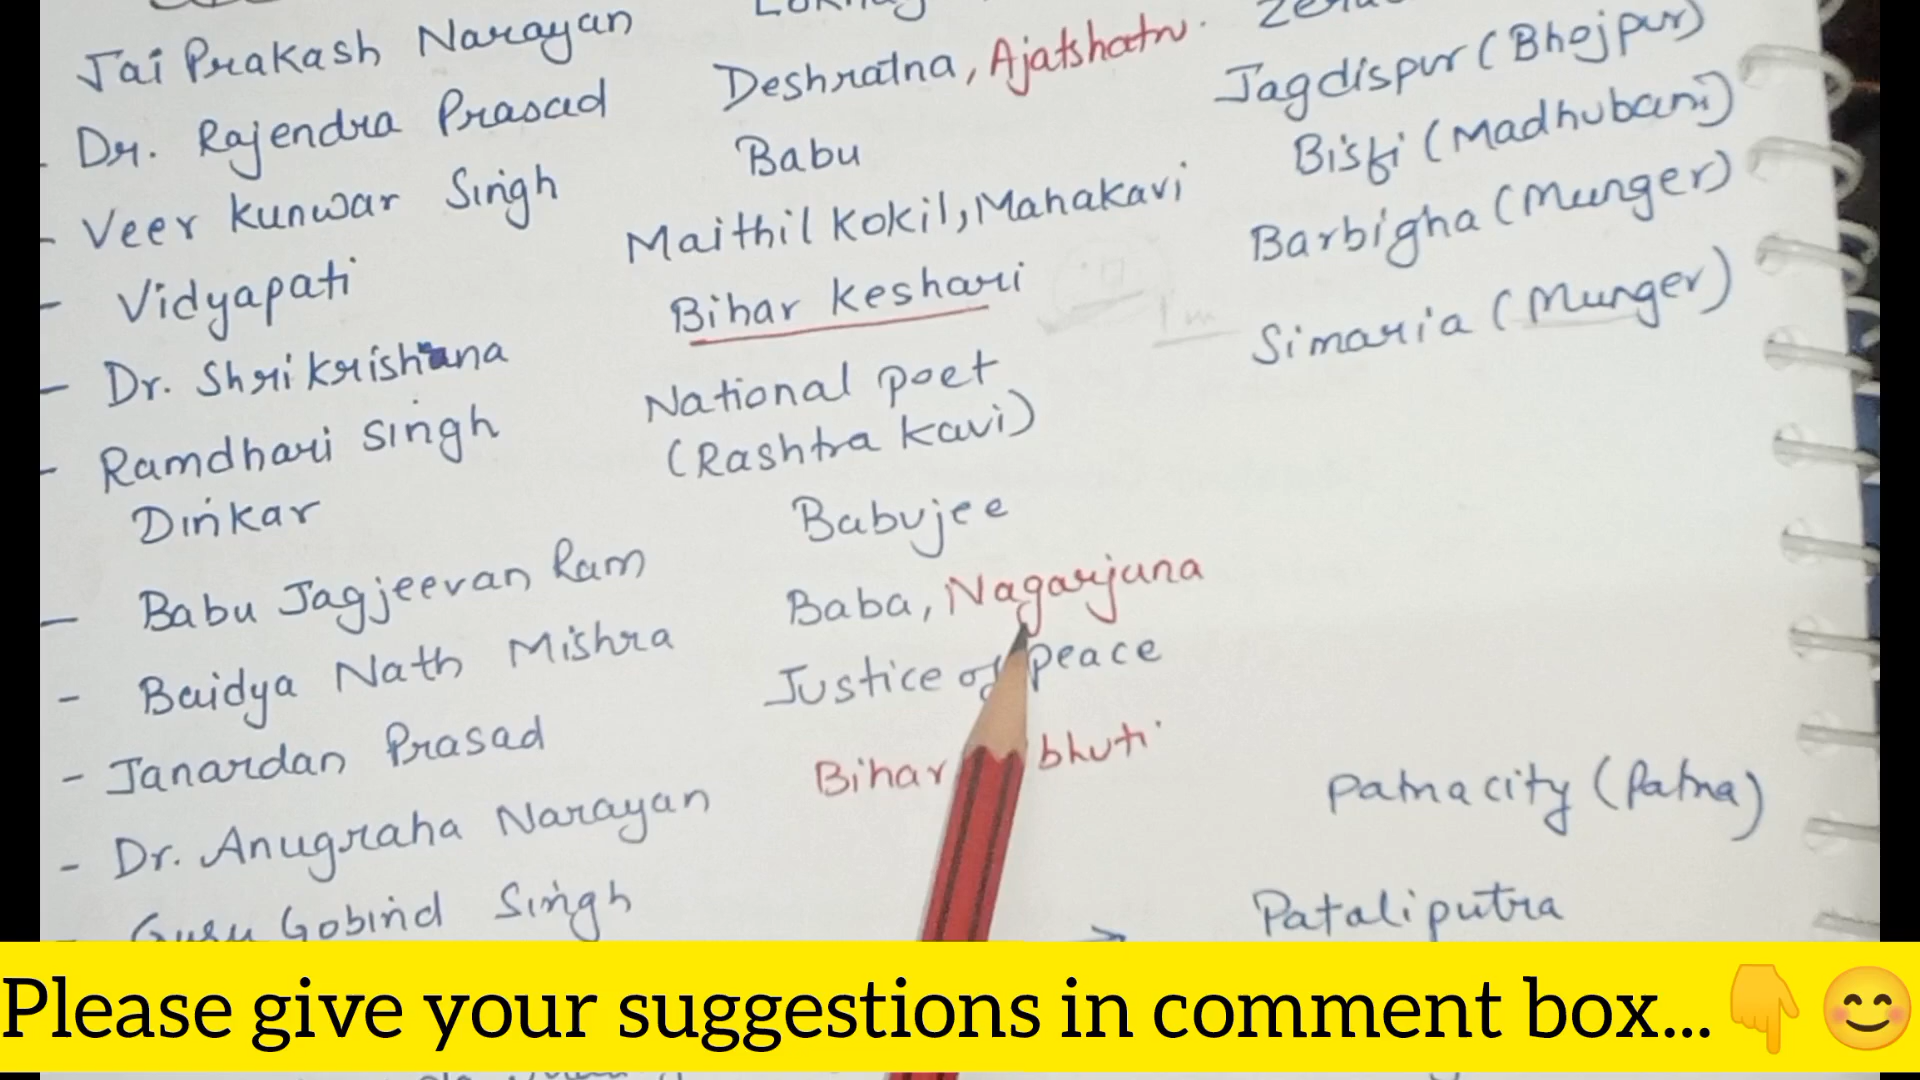 Jai Prakash Narayan
Dr. Rajendra Prasad Deshratna, Ajatshatru Zerad
Veer Kunwar Singh Babu Jagdispur (Bhojpur)
Vidyapati Maithil Kokil, Mahakavi Bisfi (Madhubani)
Dr. Shrikrishana Bihar Keshari Barbigha (Munger)
Ramdhari Singh National poet Simaria (Munger)
Dinkar (Rashtra Kavi)
Babu Jagjeevan Ram Babujee
Baidya Nath Mishra Baba, Nagarjuna
Janardan Prasad Justice of Peace
Dr. Anugraha Narayan Bihar bhuti
Guru Gobind Singh Patna city (Patna)
Pataliputra
Please give your suggestions in comment box...👇😊